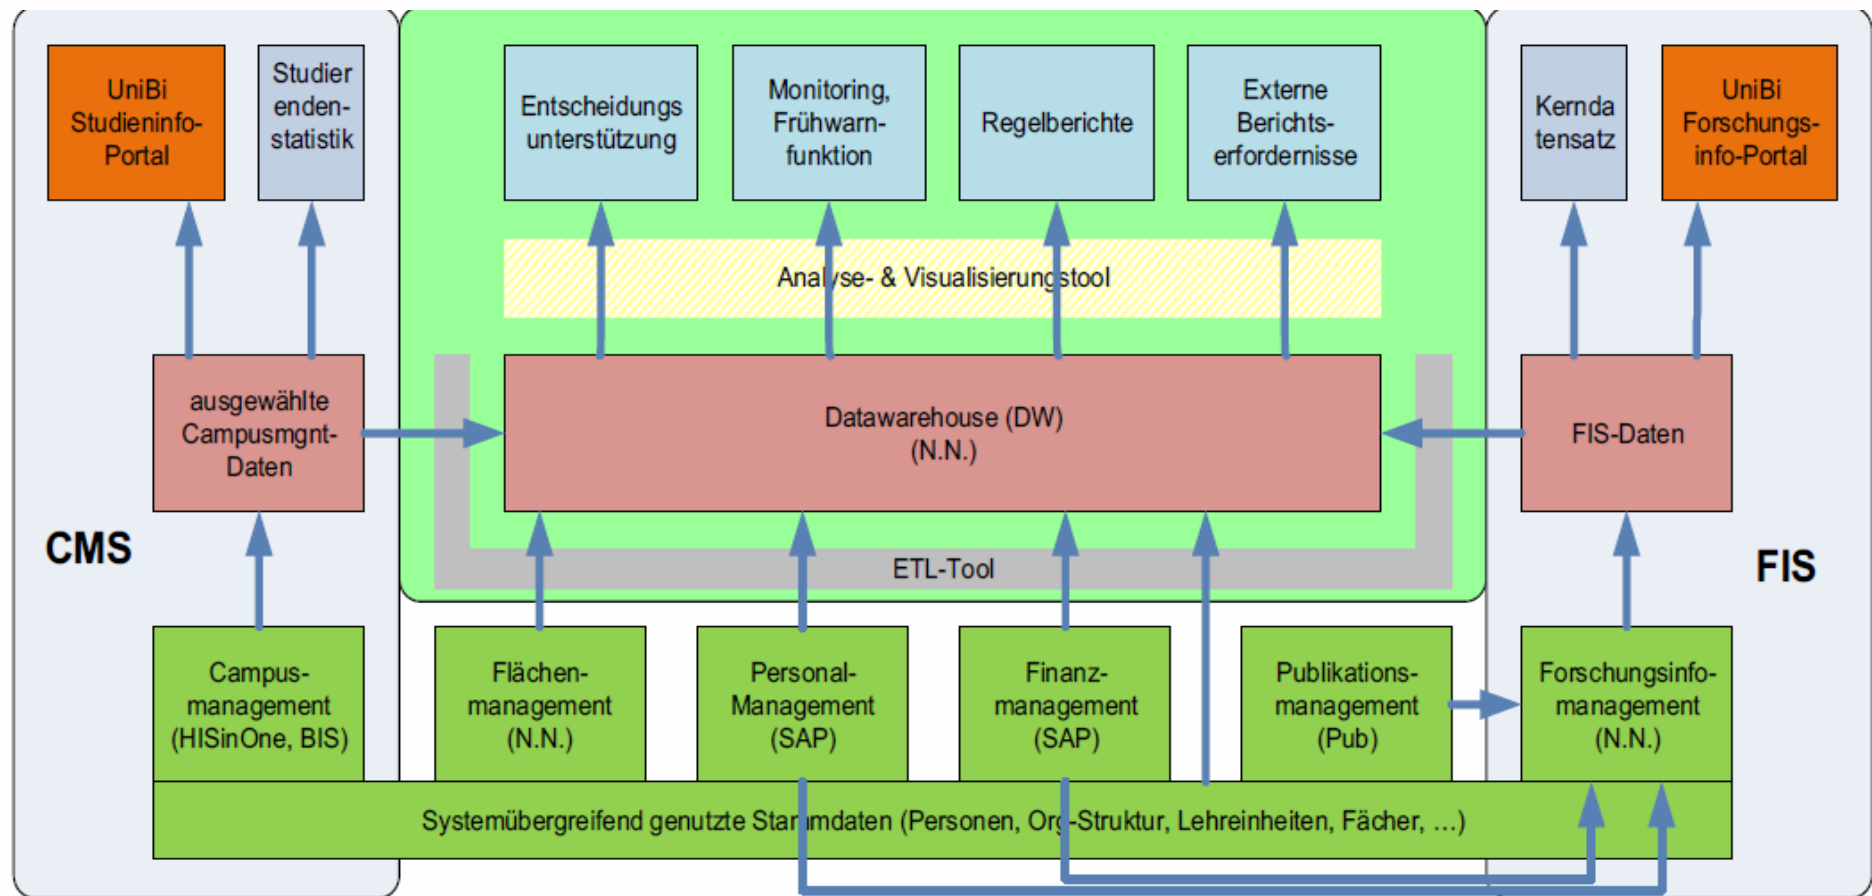 UniBi
Studieninfo-
Portal
Studier
enden-
statistik
Entscheidungs
unterstützung
Monitoring,
Frühwarn-
funktion
Regelberichte
Externe
Berichts-
erfordernisse
Kernda
tensatz
UniBi
Forschungs-
info-Portal
Analyse- & Visualisierungstool
ausgewählte
Campusmgnt-
Daten
Datawarehouse (DW)
(N.N.)
FIS-Daten
CMS
ETL-Tool
FIS
Campus-
management
(HISinOne, BIS)
Flächen-
management
(N.N.)
Personal-
Management
(SAP)
Finanz-
management
(SAP)
Publikations-
management
(Pub)
Forschungsinfo-
management
(N.N.)
Systemübergreifend genutzte Stammdaten (Personen, Org-Struktur, Lehreinheiten, Fächer, ...)